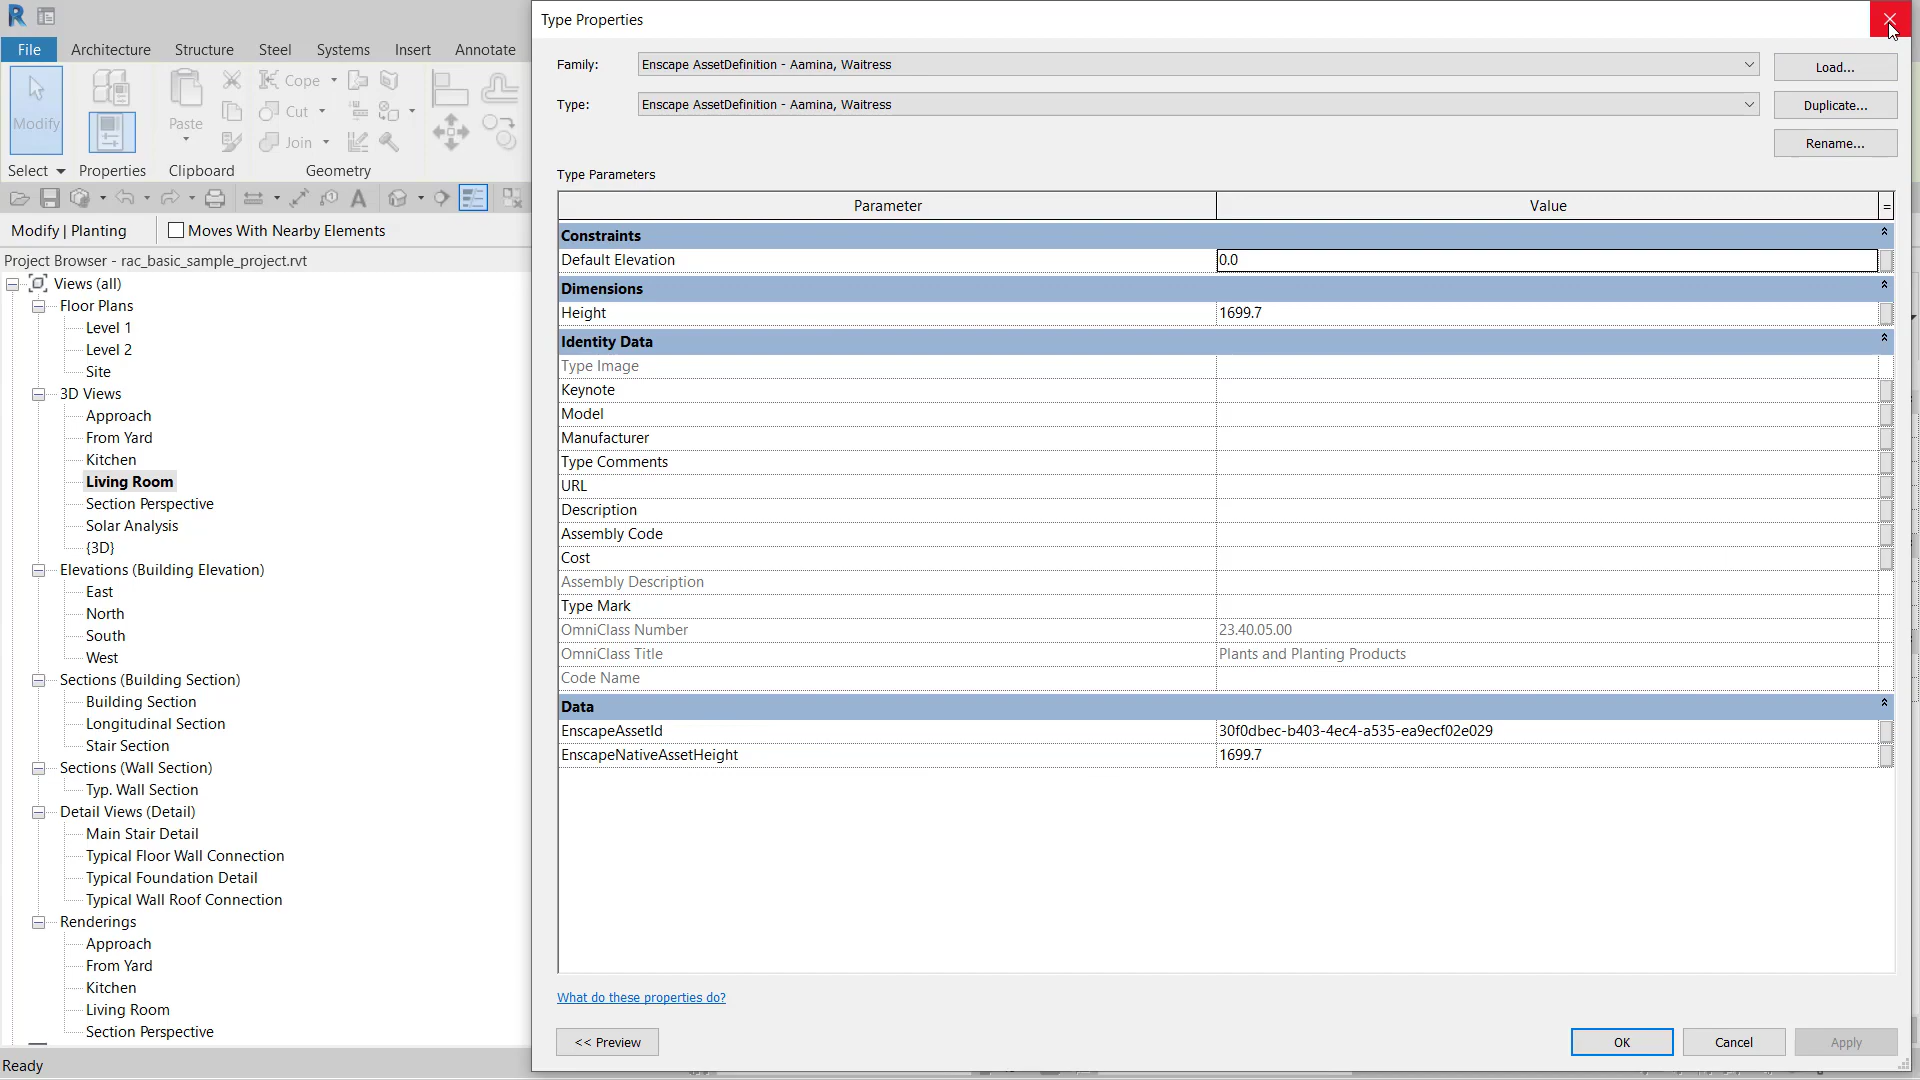 File Architecture Structure Steel Systems Insert Annotate
Modify
Paste
Cope
Cut
Join
Select Properties Clipboard Geometry
Modify | Planting Moves With Nearby Elements
Project Browser - rac_basic_sample_project.rvt
Views (all)
Floor Plans
Level 1
Level 2
Site
3D Views
Approach
From Yard
Kitchen
Living Room
Section Perspective
Solar Analysis
{3D}
Elevations (Building Elevation)
East
North
South
West
Sections (Building Section)
Building Section
Longitudinal Section
Stair Section
Sections (Wall Section)
Typ. Wall Section
Detail Views (Detail)
Main Stair Detail
Typical Floor Wall Connection
Typical Foundation Detail
Typical Wall Roof Connection
Renderings
Approach
From Yard
Kitchen
Living Room
Section Perspective
Ready
Type Properties
Family: Enscape AssetDefinition - Aamina, Waitress Load...
Type: Enscape AssetDefinition - Aamina, Waitress Duplicate...
Rename...
Type Parameters
Parameter Value =
Constraints
Default Elevation 0.0
Dimensions
Height 1699.7
Identity Data
Type Image
Keynote
Model
Manufacturer
Type Comments
URL
Description
Assembly Code
Cost
Assembly Description
Type Mark
OmniClass Number 23.40.05.00
OmniClass Title Plants and Planting Products
Code Name
Data
EnscapeAssetId 30f0dbec-b403-4ec4-a535-ea9ecf02e029
EnscapeNativeAssetHeight 1699.7
What do these properties do?
<< Preview OK Cancel Apply